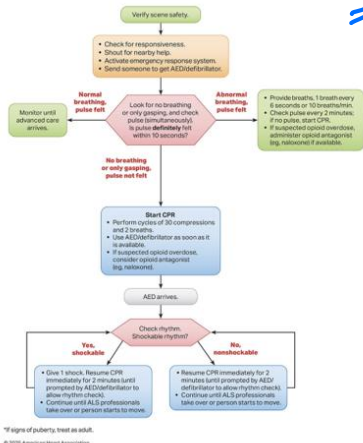 Verify scene safety.
• Check for responsiveness.
• Shout for nearby help.
• Activate emergency response system.
• Send someone to get AED/defibrillator.
Normal
breathing,
pulse felt
Abnormal
breathing,
pulse felt
Monitor until
advanced care
arrives.
Look for no breathing
or only gasping, and check
pulse (simultaneously).
Is pulse definitely felt
within 10 seconds?
• Provide breaths, 1 breath every
6 seconds or 10 breaths/min.
• Check pulse every 2 minutes;
if no pulse, start CPR.
• If suspected opioid overdose,
administer opioid antagonist
(eg, naloxone) if available.
No breathing
or only gasping,
pulse not felt
Start CPR
• Perform cycles of 30 compressions
and 2 breaths.
• Use AED/defibrillator as soon as it
is available.
• If suspected opioid overdose,
consider opioid antagonist
(eg, naloxone).
AED arrives.
Check rhythm.
Shockable rhythm?
Yes,
shockable
No,
nonshockable
• Give 1 shock. Resume CPR
immediately for 2 minutes (until
prompted by AED/defibrillator to
allow rhythm check).
• Continue until ALS professionals
take over or person starts to move.
• Resume CPR immediately for 2
minutes (until prompted by AED/
defibrillator to allow rhythm check).
• Continue until ALS professionals
take over or person starts to move.
*If signs of puberty, treat as adult.
American Heart Association